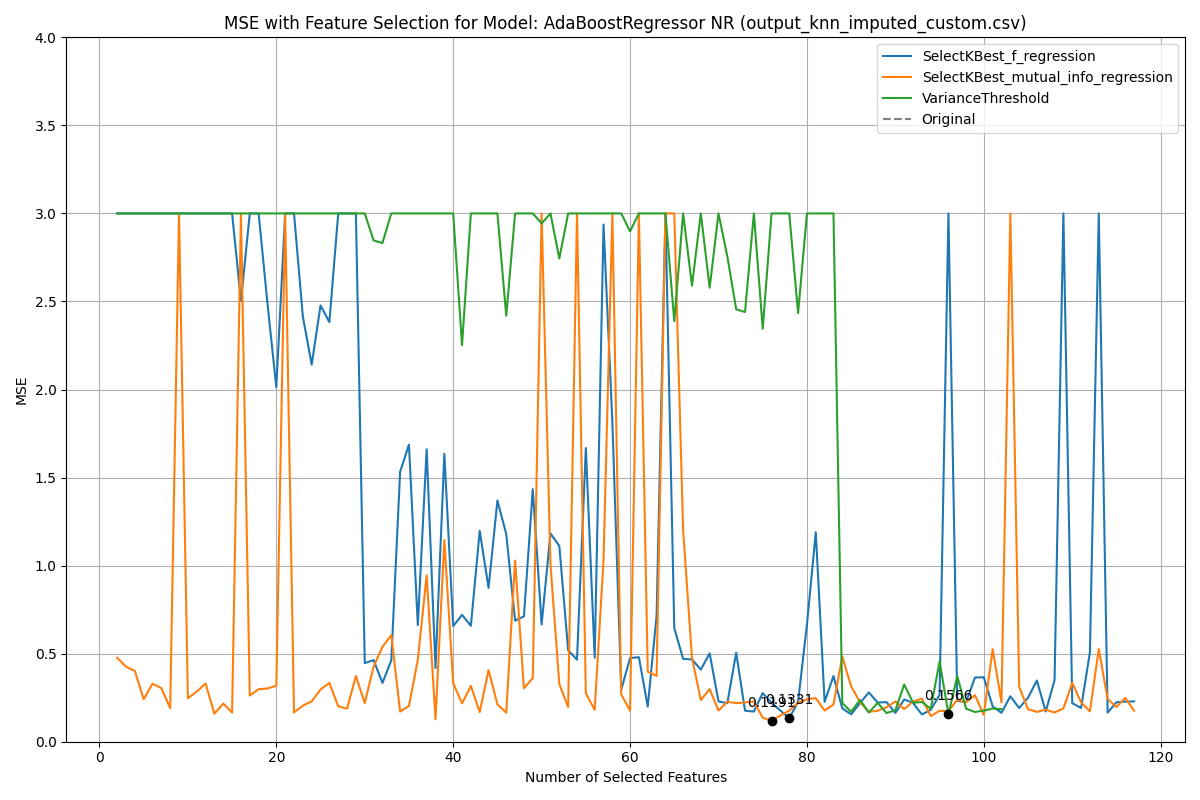 MSE with Feature Selection for Model: AdaBoostRegressor NR (output_knn_imputed_custom.csv)
SelectKBest_f_regression
SelectKBest_mutual_info_regression
VarianceThreshold
Original
MSE
4.0
3.5
3.0
2.5
2.0
1.5
1.0
0.5
0.0
0.1331
0.1566
0 20 40 60 80 100 120
Number of Selected Features